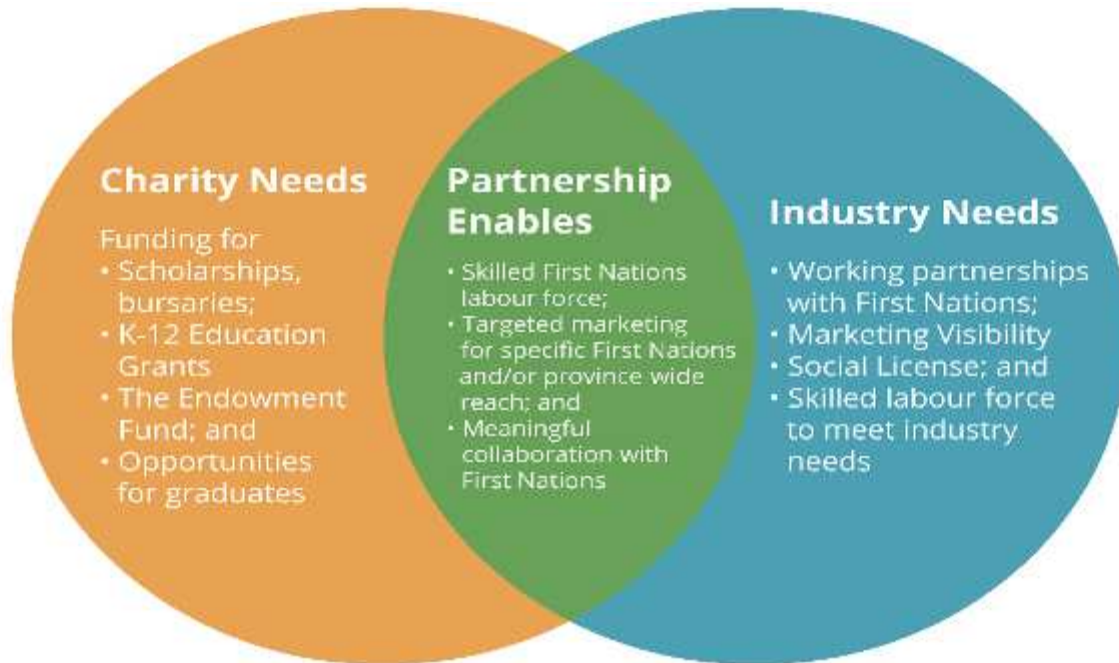 Charity Needs
Funding for
• Scholarships,
bursaries;
• K-12 Education
Grants
• The Endowment
Fund; and
• Opportunities
for graduates
Partnership
Enables
• Skilled First Nations
labour force;
• Targeted marketing
for specific First Nations
and/or province wide
reach; and
• Meaningful
collaboration with
First Nations
Industry Needs
• Working partnerships
with First Nations;
• Marketing Visibility
• Social License; and
• Skilled labour force
to meet industry
needs